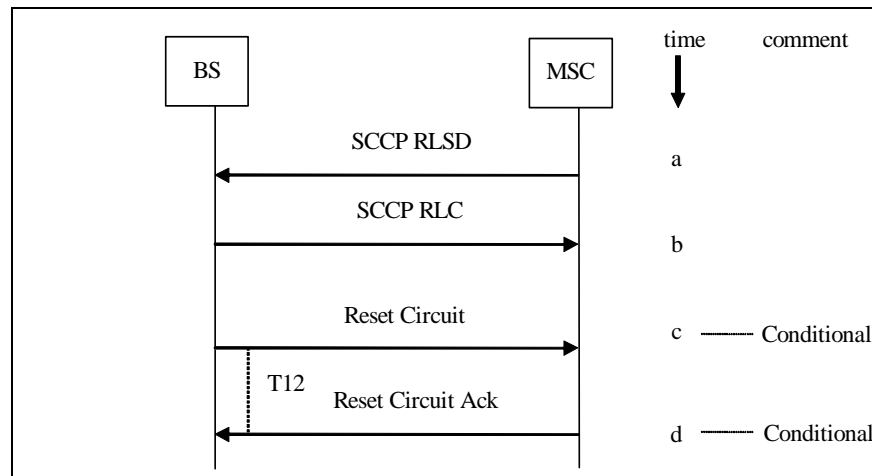 time comment
BS MSC
SCCP RLSD
a
SCCP RLC
b
Reset Circuit
c Conditional
T12
Reset Circuit Ack
d Conditional